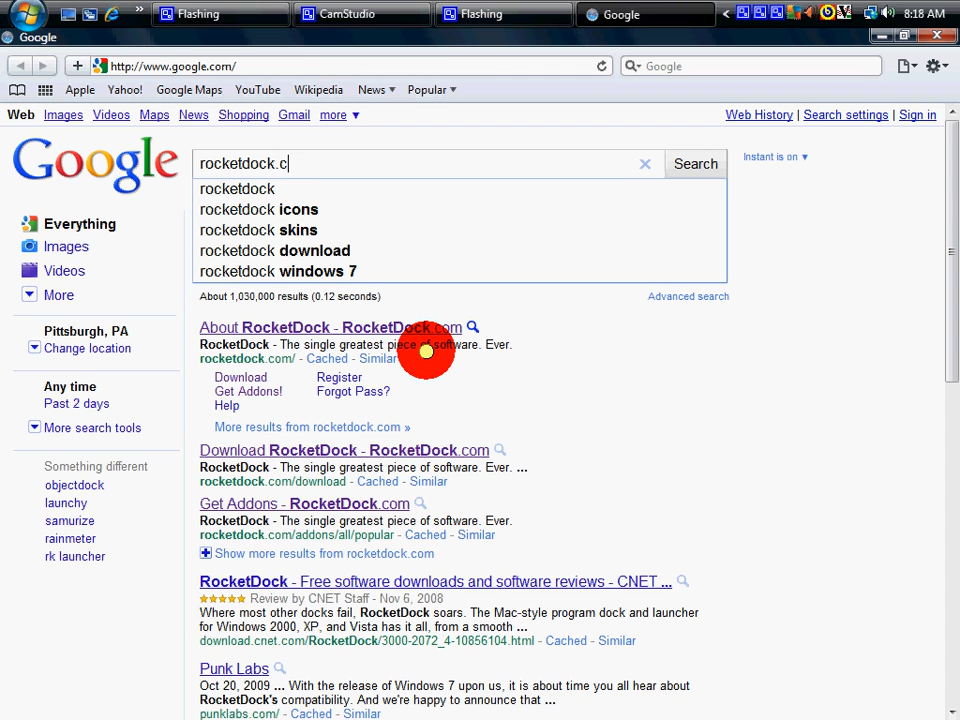 »
Flashing
CamStudio
Flashing
Google
8:18 AM
Google
http://www.google.com/
Google
Apple Yahoo! Google Maps YouTube Wikipedia News Popular
Web Images Videos Maps News Shopping Gmail more
Web History | Search settings | Sign in
Google
rocketdock.c
Search
Instant is on
rocketdock
rocketdock icons
rocketdock skins
rocketdock download
rocketdock windows 7
Everything
Images
Videos
More
Pittsburgh, PA
Change location
Any time
Past 2 days
More search tools
Something different
objectdock
launchy
samurize
rainmeter
rk launcher
About 1,030,000 results (0.12 seconds)
Advanced search
About RocketDock - RocketDock.com
RocketDock - The single greatest piece of software. Ever.
rocketdock.com/ - Cached - Similar
Download Register
Get Addons! Forgot Pass?
Help
More results from rocketdock.com »
Download RocketDock - RocketDock.com
RocketDock - The single greatest piece of software. Ever. ...
rocketdock.com/download - Cached - Similar
Get Addons - RocketDock.com
RocketDock - The single greatest piece of software. Ever.
rocketdock.com/addons/all/popular - Cached - Similar
Show more results from rocketdock.com
RocketDock - Free software downloads and software reviews - CNET ...
Review by CNET Staff - Nov 6, 2008
Where most other docks fail, RocketDock soars. The Mac-style program dock and launcher
for Windows 2000, XP, and Vista has it all, from a smooth ...
download.cnet.com/RocketDock/3000-2072_4-10856104.html - Cached - Similar
Punk Labs
Oct 20, 2009 ... With the release of Windows 7 upon us, it is about time you all hear about
RocketDock's compatibility. And we're happy to announce that ...
punklabs.com/ - Cached - Similar